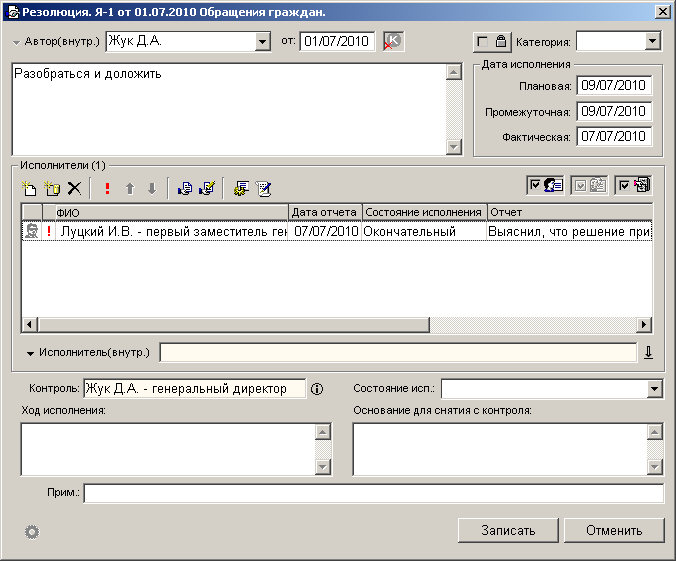 Резолюция. Я-1 от 01.07.2010 Обращения граждан.
Автор(внутр.) Жук Д.А. от: 01/07/2010 К Категория:
Разобраться и доложить
Дата исполнения
Плановая: 09/07/2010
Промежуточная: 09/07/2010
Фактическая: 07/07/2010
Исполнители (1)
ФИО Дата отчета Состояние исполнения Отчет
! Луцкий И.В. - первый заместитель ген 07/07/2010 Окончательный Выяснил, что решение при
Исполнитель(внутр.)
Контроль: Жук Д.А. - генеральный директор Состояние исп.:
Ход исполнения: Основание для снятия с контроля:
Прим.:
Записать Отменить